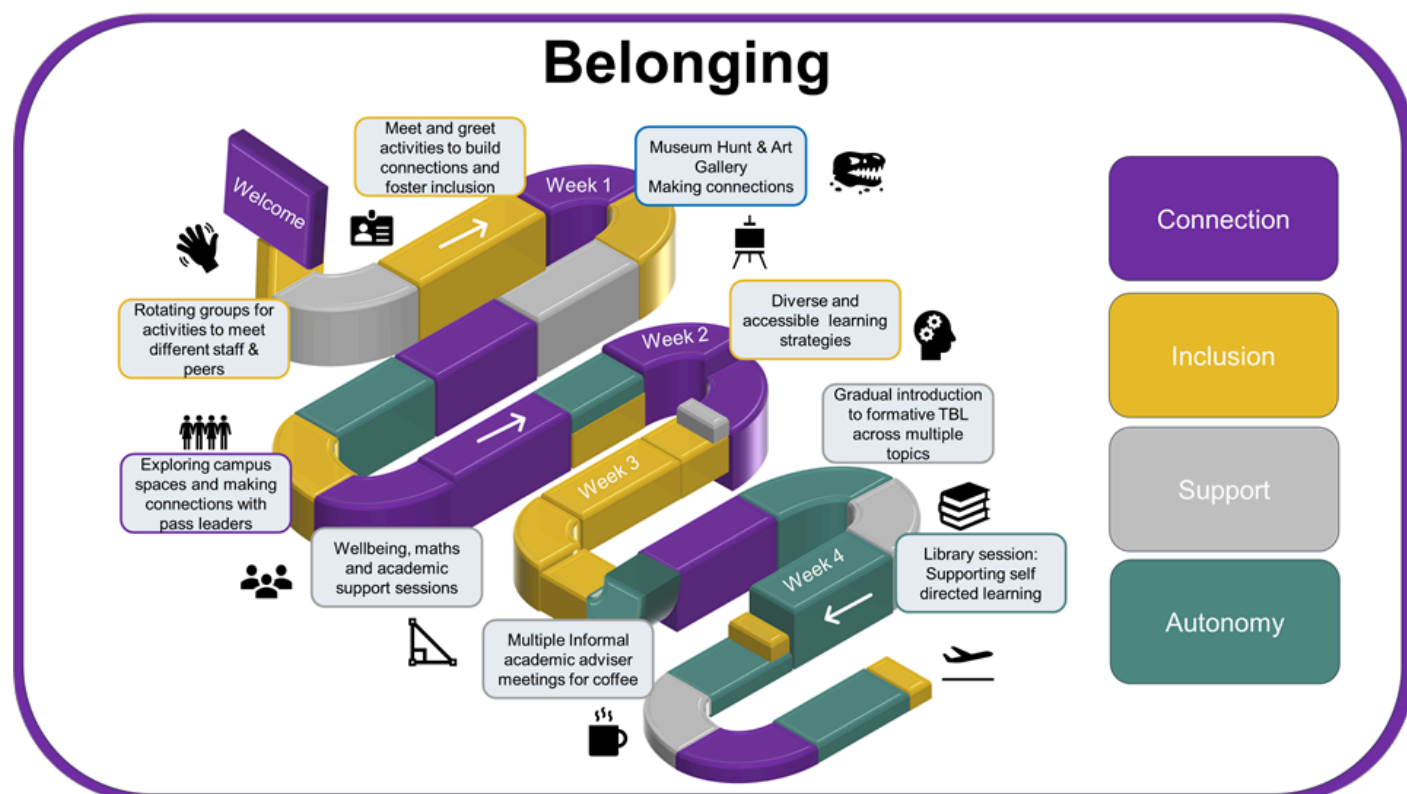 Belonging
Welcome
Meet and greet
activities to build
connections and
foster inclusion
Week 1
Museum Hunt & Art
Gallery
Making connections
Rotating groups for
activities to meet
different staff &
peers
Week 2
Diverse and
accessible learning
strategies
Exploring campus
spaces and making
connections with
pass leaders
Week 3
Gradual introduction
to formative TBL
across multiple
topics
Wellbeing, maths
and academic
support sessions
Week 4
Library session:
Supporting self
directed learning
Multiple Informal
academic adviser
meetings for coffee
Connection
Inclusion
Support
Autonomy